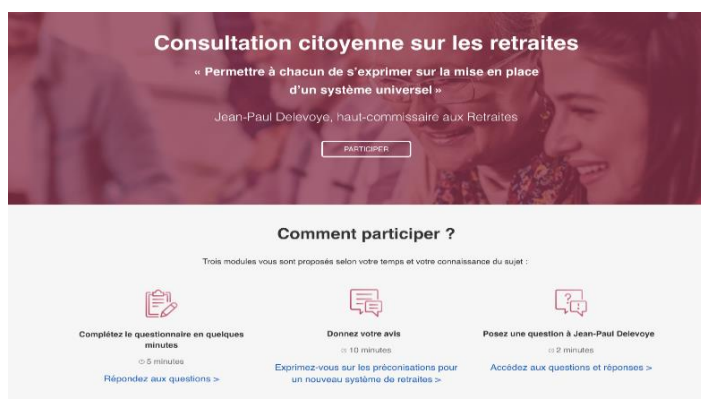 Consultation citoyenne sur les retraites
« Permettre à chacun de s'exprimer sur la mise en place
d'un système universel »
Jean-Paul Delevoye, haut-commissaire aux Retraites
PARTICIPER
Comment participer ?
Trois modules vous sont proposés selon votre temps et votre connaissance du sujet :
Complétez le questionnaire en quelques
minutes
5 minutes
Répondez aux questions >
Donnez votre avis
10 minutes
Exprimez-vous sur les préconisations pour
un nouveau système de retraites >
Posez une question à Jean-Paul Delevoye
2 minutes
Accédez aux questions et réponses >